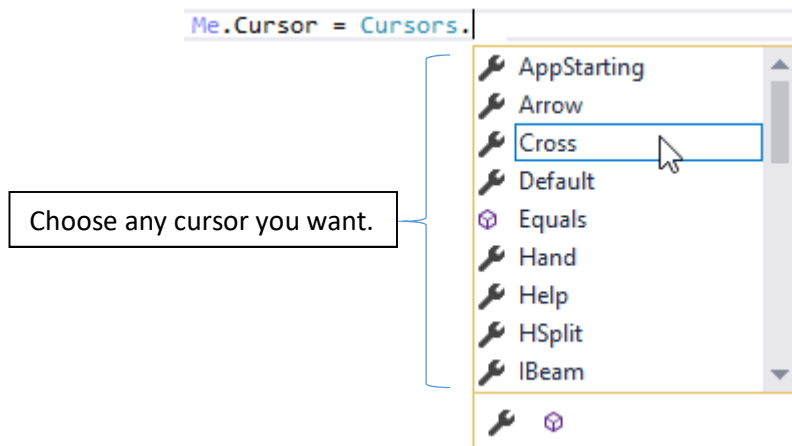 Me.Cursor = Cursors.
AppStarting
Arrow
Cross
Default
Choose any cursor you want.
Equals
Hand
Help
HSplit
IBeam